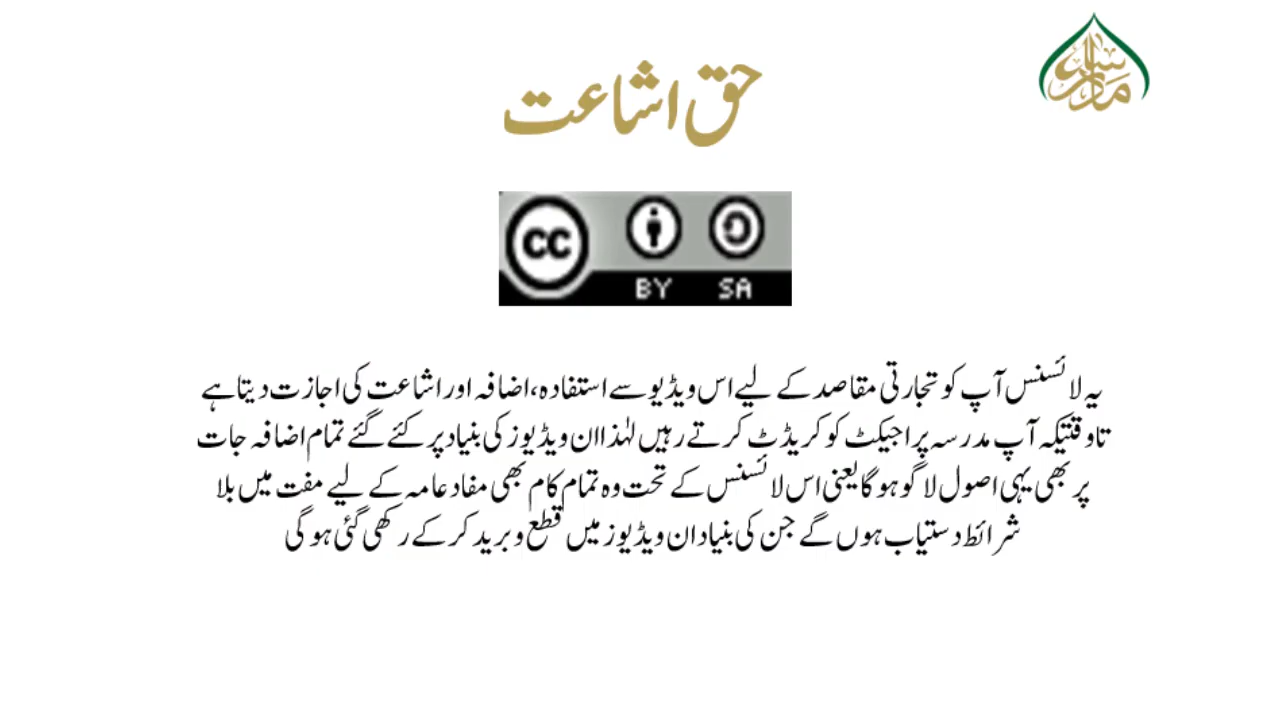 مدرسہ
حق اشاعت
cc
BY SA
یہ لائسنس آپ کو تجارتی مقاصد کے لیے اس ویڈیو سے استفادہ، اضافہ اور اشاعت کی اجازت دیتا ہے
تاوقتیکہ آپ مدرسہ پراجیکٹ کو کریڈٹ کرتے رہیں لہٰذا ان ویڈیوز کی بنیاد پر کئے گئے تمام اضافہ جات
پر بھی یہی اصول لاگو ہوگا یعنی اس لائسنس کے تحت وہ تمام کام بھی مفاد عامہ کے لیے مفت میں بلا
شرائط دستیاب ہوں گے جن کی بنیاد ان ویڈیوز میں قطع و برید کر کے رکھی گئی ہوگی